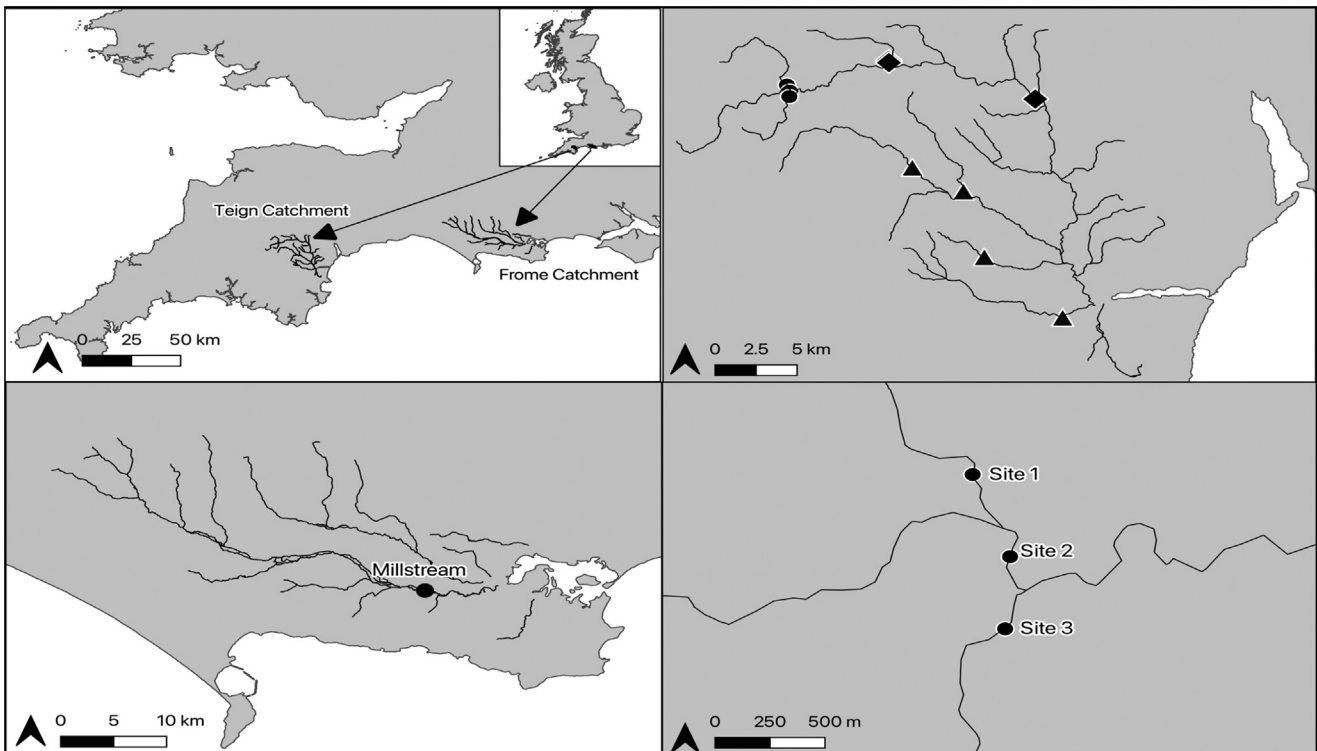 Teign Catchment
Frome Catchment
0 25 50 km
0 2.5 5 km
Millstream
0 5 10 km
Site 1
Site 2
Site 3
0 250 500 m